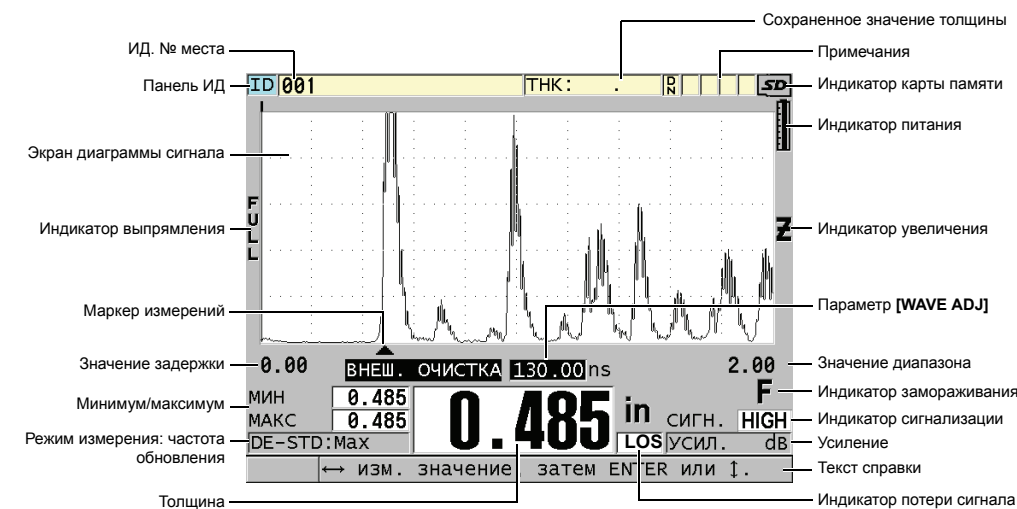 Сохраненное значение толщины
ИД. № места
Примечания
Панель ИД
ID 001 ТНК: . DN SD
Индикатор карты памяти
Индикатор питания
Экран диаграммы сигнала
FULL
Индикатор выпрямления
Z
Индикатор увеличения
Маркер измерений
Параметр [WAVE ADJ]
Значение задержки
0.00
ВНЕШ. ОЧИСТКА 130.00 ns
2.00
Значение диапазона
F
Индикатор замораживания
Минимум/максимум
МИН 0.485
МАКС 0.485
0.485 in
СИГН. HIGH
Индикатор сигнализации
Режим измерения: частота
обновления
DE-STD:Max
LOS УСИЛ. dB
Усиление
↔ изм. значение, затем ENTER или ↕.
Текст справки
Толщина
Индикатор потери сигнала